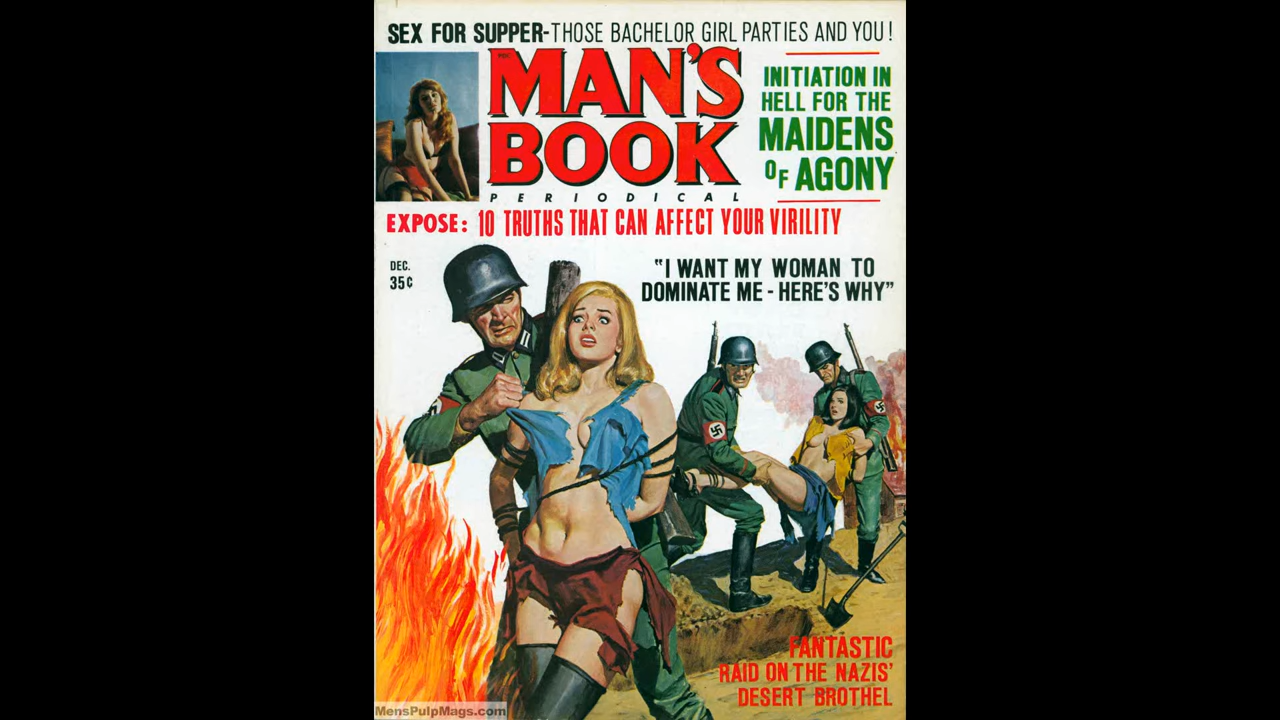 SEX FOR SUPPER-THOSE BACHELOR GIRL PARTIES AND YOU!
MAN'S
BOOK
PERIODICAL
INITIATION IN
HELL FOR THE
MAIDENS
OF AGONY
EXPOSE: 10 TRUTHS THAT CAN AFFECT YOUR VIRILITY
DEC.
35¢
"I WANT MY WOMAN TO
DOMINATE ME - HERE'S WHY"
FANTASTIC
RAID ON THE NAZIS'
DESERT BROTHEL
MensPulpMags.com